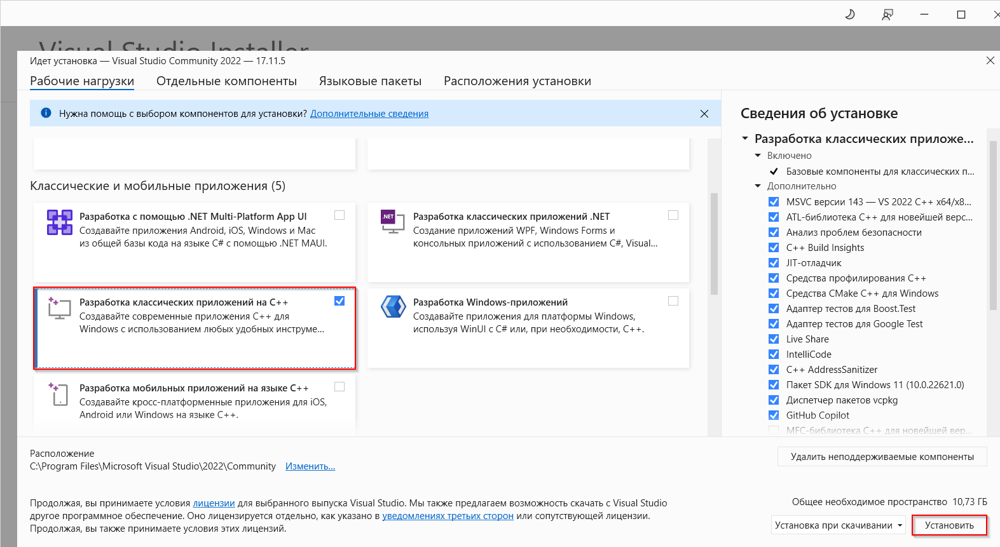 Visual Studio Installer
Идет установка — Visual Studio Community 2022 — 17.11.5
Рабочие нагрузки
Отдельные компоненты
Языковые пакеты
Расположения установки
Нужна помощь с выбором компонентов для установки? Дополнительные сведения
Классические и мобильные приложения (5)
Разработка с помощью .NET Multi-Platform App UI
Создавайте приложения Android, iOS, Windows и Mac
из общей базы кода на языке C# с помощью .NET MAUI.
.NET
Разработка классических приложений .NET
Создание приложений WPF, Windows Forms и
консольных приложений с использованием C#, Visual...
Разработка классических приложений на C++
Создавайте современные приложения C++ для
Windows с использованием любых удобных инструме...
Разработка Windows-приложений
Создавайте приложения для платформы Windows,
используя WinUI с C# или, при необходимости, C++.
Разработка мобильных приложений на языке C++
Создавайте кросс-платформенные приложения для iOS,
Android или Windows на языке C++.
Сведения об установке
Разработка классических приложе...
Включено
Базовые компоненты для классических п...
Дополнительно
MSVC версии 143 — VS 2022 C++ x64/x8...
ATL-библиотека C++ для новейшей верс...
Анализ проблем безопасности
C++ Build Insights
JIT-отладчик
Средства профилирования C++
Средства CMake C++ для Windows
Адаптер тестов для Boost.Test
Адаптер тестов для Google Test
Live Share
IntelliCode
C++ AddressSanitizer
Пакет SDK для Windows 11 (10.0.22621.0)
Диспетчер пакетов vcpkg
GitHub Copilot
MFC-библиотека C++ для новейшей вер...
Расположение
C:\Program Files\Microsoft Visual Studio\2022\Community Изменить...
Удалить неподдерживаемые компоненты
Продолжая, вы принимаете условия лицензии для выбранного выпуска Visual Studio. Мы также предлагаем возможность скачать с Visual Studio
другое программное обеспечение. Оно лицензируется отдельно, как указано в уведомлениях третьих сторон или сопутствующей лицензии.
Продолжая, вы также принимаете условия этих лицензий.
Общее необходимое пространство 10,73 ГБ
Установка при скачивании
Установить